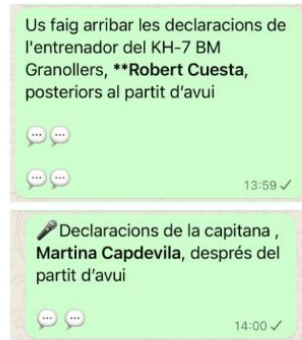 Us faig arribar les declaracions de
l'entrenador del KH-7 BM
Granollers, **Robert Cuesta,
posteriors al partit d'avui
13:59
Declaracions de la capitana ,
Martina Capdevila, després del
partit d'avui
14:00